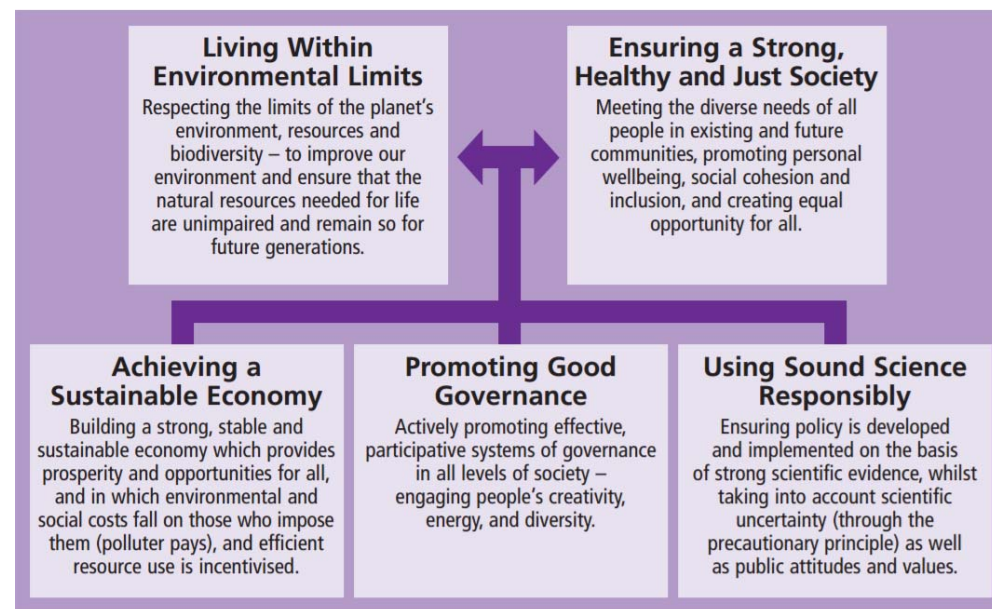 Living Within
Environmental Limits
Respecting the limits of the planet's
environment, resources and
biodiversity – to improve our
environment and ensure that the
natural resources needed for life
are unimpaired and remain so for
future generations.
Ensuring a Strong,
Healthy and Just Society
Meeting the diverse needs of all
people in existing and future
communities, promoting personal
wellbeing, social cohesion and
inclusion, and creating equal
opportunity for all.
Achieving a
Sustainable Economy
Building a strong, stable and
sustainable economy which provides
prosperity and opportunities for all,
and in which environmental and
social costs fall on those who impose
them (polluter pays), and efficient
resource use is incentivised.
Promoting Good
Governance
Actively promoting effective,
participative systems of governance
in all levels of society –
engaging people's creativity,
energy, and diversity.
Using Sound Science
Responsibly
Ensuring policy is developed
and implemented on the basis
of strong scientific evidence, whilst
taking into account scientific
uncertainty (through the
precautionary principle) as well
as public attitudes and values.